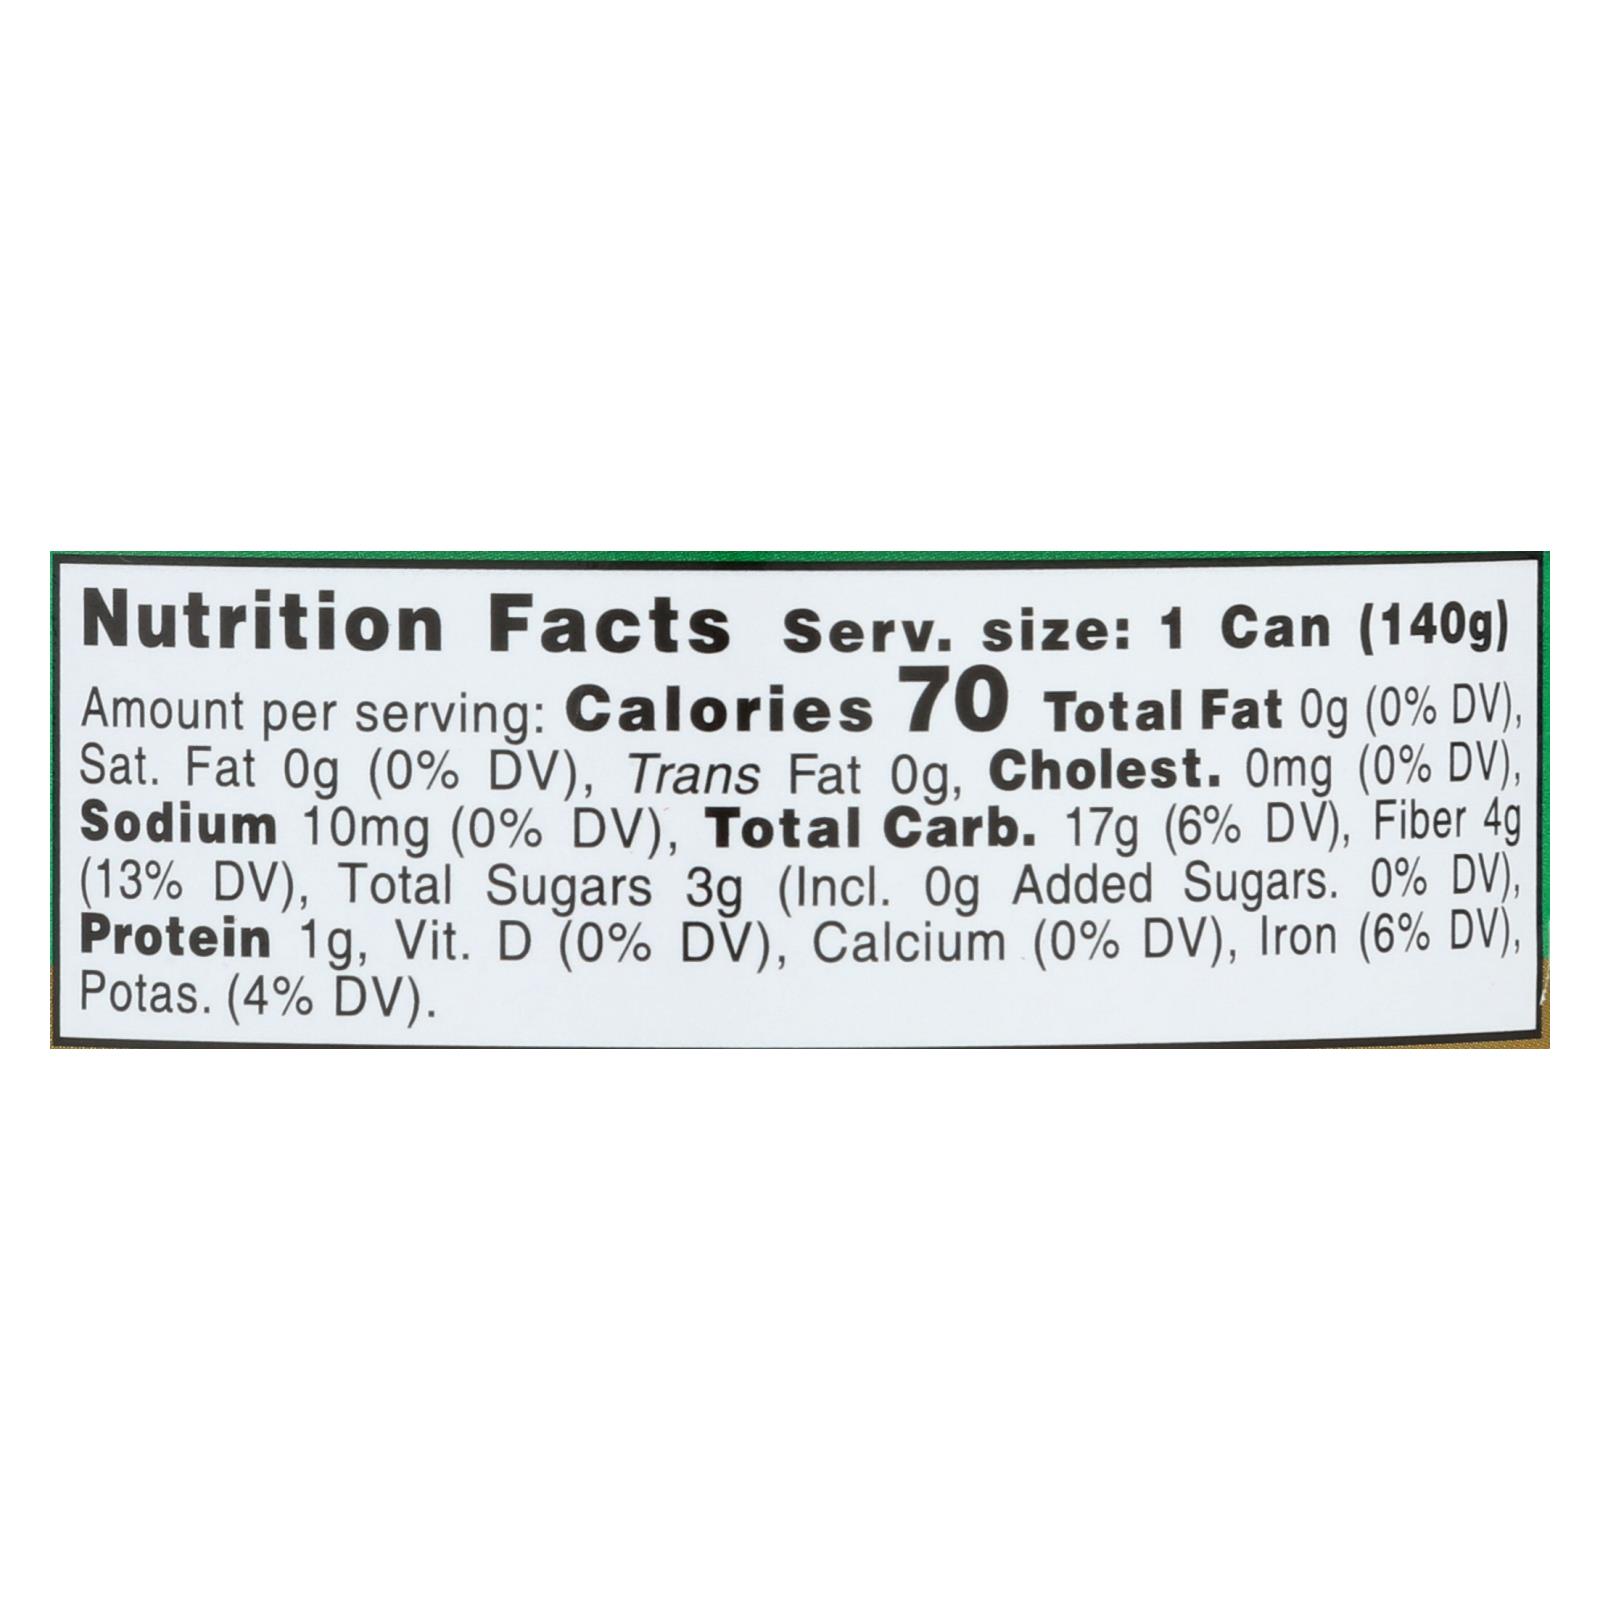 Nutrition Facts Serv. size: 1 Can (140g)
Amount per serving: Calories 70 Total Fat 0g (0% DV),
Sat. Fat 0g (0% DV), Trans Fat 0g, Cholest. 0mg (0% DV),
Sodium 10mg (0% DV), Total Carb. 17g (6% DV), Fiber 4g
(13% DV), Total Sugars 3g (Incl. 0g Added Sugars. 0% DV),
Protein 1g, Vit. D (0% DV), Calcium (0% DV), Iron (6% DV),
Potas. (4% DV).